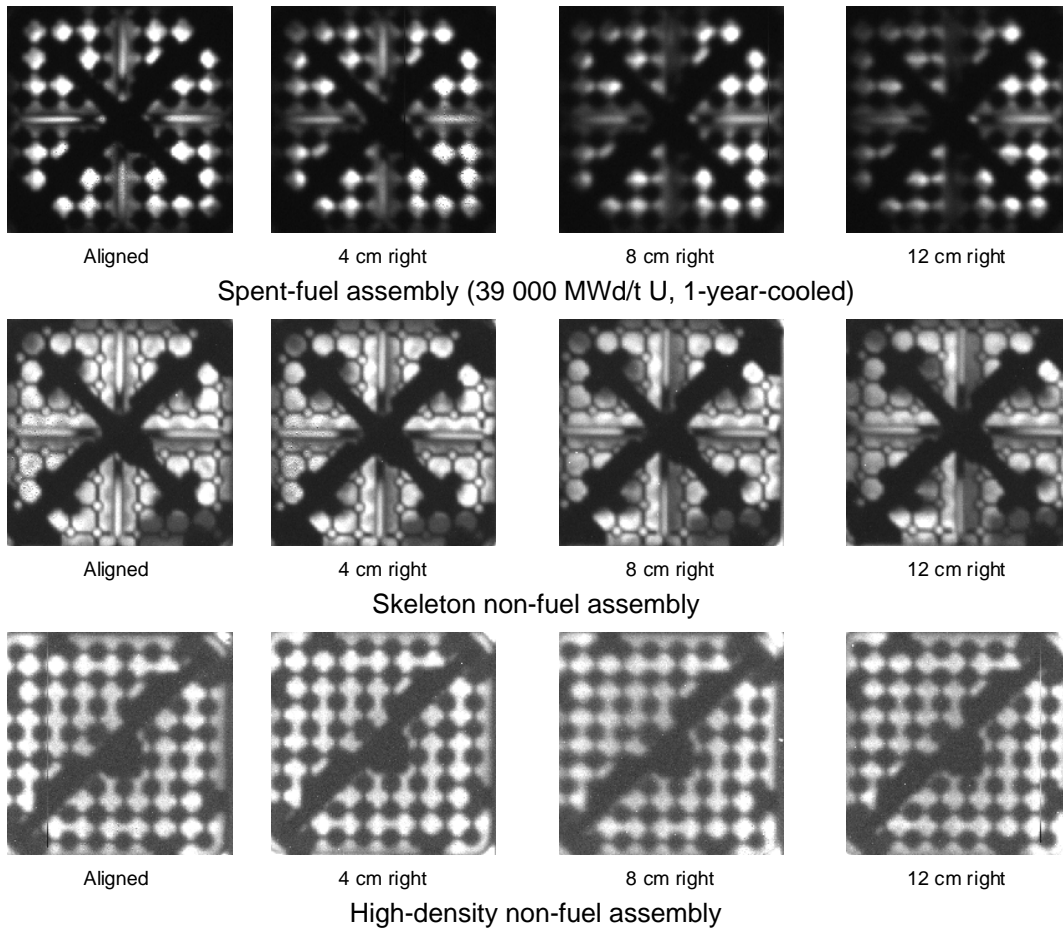 Aligned 4 cm right 8 cm right 12 cm right
Spent-fuel assembly (39 000 MWd/t U, 1-year-cooled)
Aligned 4 cm right 8 cm right 12 cm right
Skeleton non-fuel assembly
Aligned 4 cm right 8 cm right 12 cm right
High-density non-fuel assembly